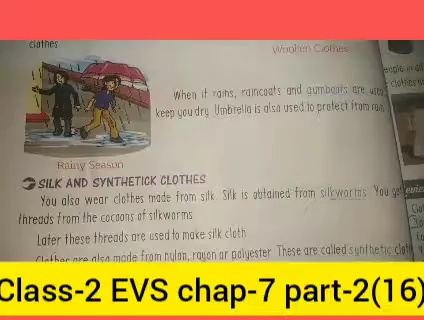 clothes
Woollen Clothes
When it rains, raincoats and gumboots are used
keep you dry. Umbrella is also used to protect from rain
Rainy Season
SILK AND SYNTHETICK CLOTHES
You also wear clothes made from silk. Silk is obtained from silkworms. You get
threads from the cocoons of silkworms
Later these threads are used to make silk cloth
Clothes are also made from nylon, rayon or polyester. These are called synthetic
Class-2 EVS chap-7 part-2(16)